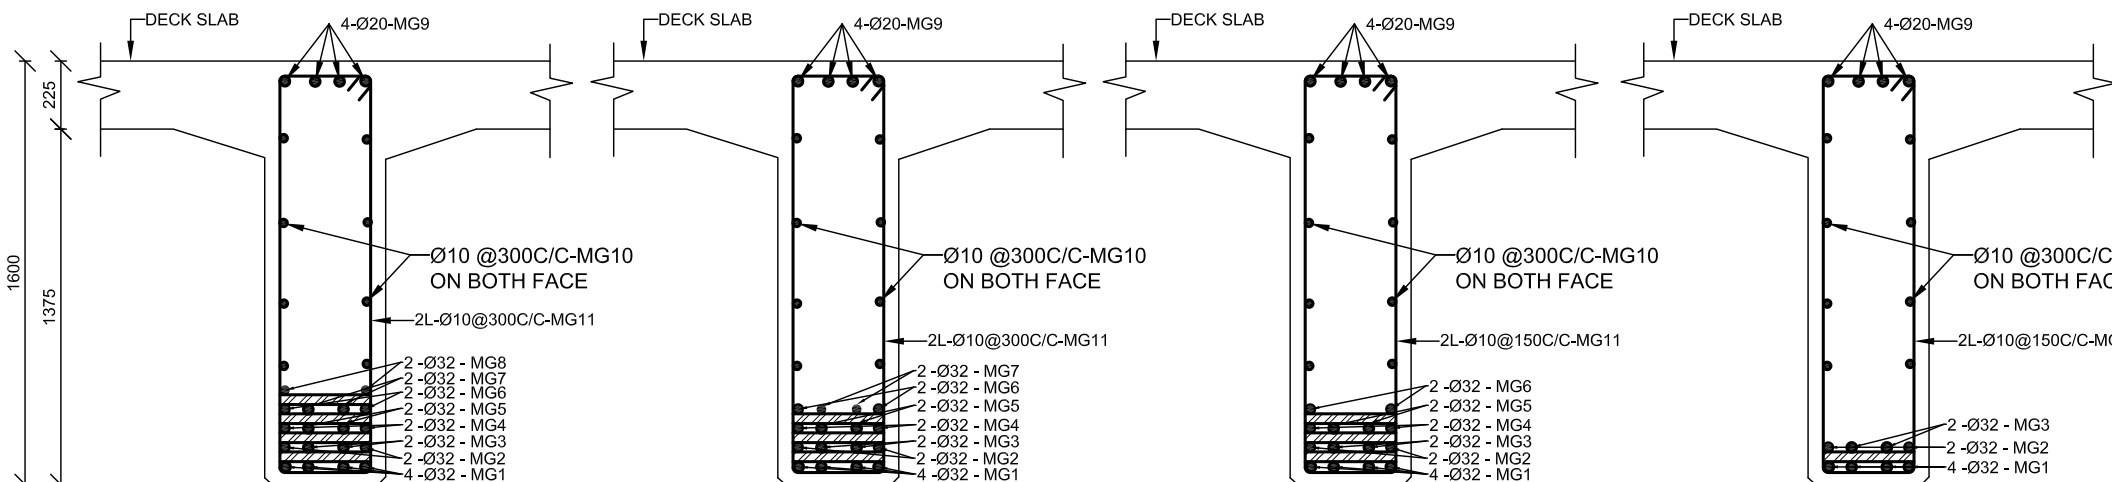 DECK SLAB
4-Ø20-MG9
225
1600
1375
Ø10 @300C/C-MG10
ON BOTH FACE
2L-Ø10@300C/C-MG11
2 -Ø32 - MG8
2 -Ø32 - MG7
2 -Ø32 - MG6
2 -Ø32 - MG5
2 -Ø32 - MG4
2 -Ø32 - MG3
2 -Ø32 - MG2
4 -Ø32 - MG1
DECK SLAB
4-Ø20-MG9
Ø10 @300C/C-MG10
ON BOTH FACE
2L-Ø10@300C/C-MG11
2 -Ø32 - MG7
2 -Ø32 - MG6
2 -Ø32 - MG5
2 -Ø32 - MG4
2 -Ø32 - MG3
2 -Ø32 - MG2
4 -Ø32 - MG1
DECK SLAB
4-Ø20-MG9
Ø10 @300C/C-MG10
ON BOTH FACE
2L-Ø10@150C/C-MG11
2 -Ø32 - MG6
2 -Ø32 - MG5
2 -Ø32 - MG4
2 -Ø32 - MG3
2 -Ø32 - MG2
4 -Ø32 - MG1
DECK SLAB
4-Ø20-MG9
Ø10 @300C/C
ON BOTH
2L-Ø10@150C/C-
2 -Ø32 - MG3
2 -Ø32 - MG2
4 -Ø32 - MG1